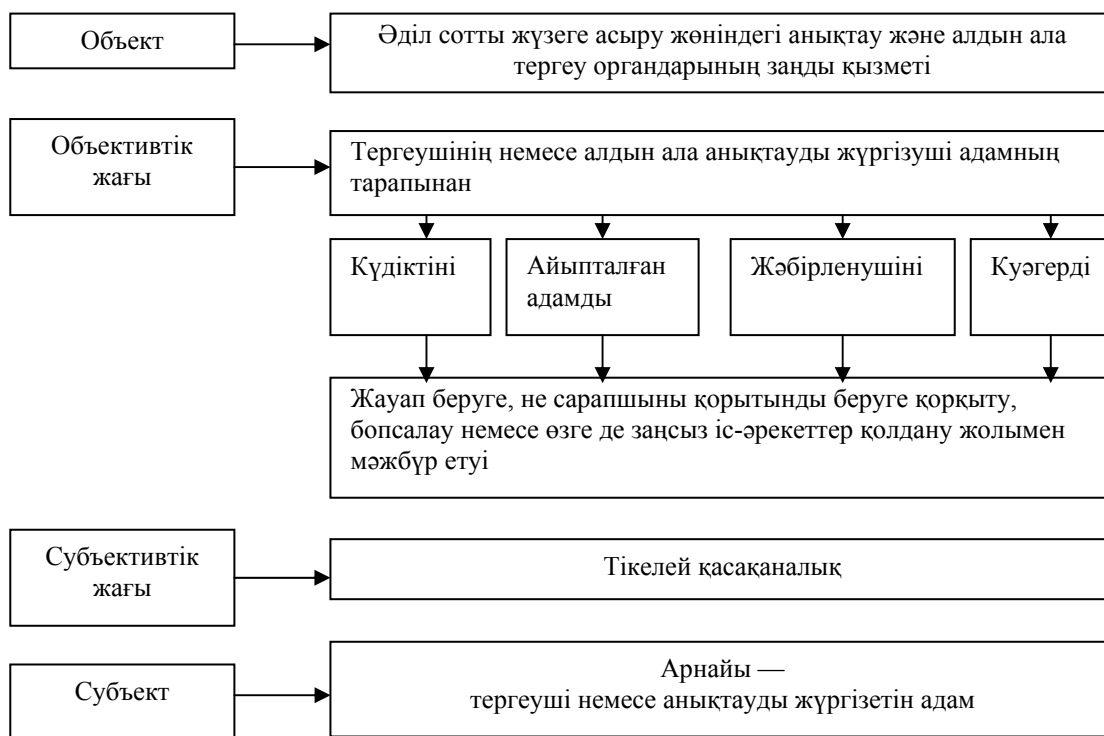 Объект
Әділ сотты жүзеге асыру жөніндегі анықтау және алдын ала
тергеу органдарының заңды қызметі
Объективтік
жағы
Тергеушінің немесе алдын ала анықтауды жүргізуші адамның
тарапынан
Күдіктіні
Айыпталған
адамды
Жәбірленушіні
Куәгерді
Жауап беруге, не сарапшыны қорытынды беруге қорқыту,
бопсалау немесе өзге де заңсыз іс-әрекеттер қолдану жолымен
мәжбүр етуі
Субъективтік
жағы
Тікелей қасақаналық
Субъект
Арнайы —
тергеуші немесе анықтауды жүргізетін адам